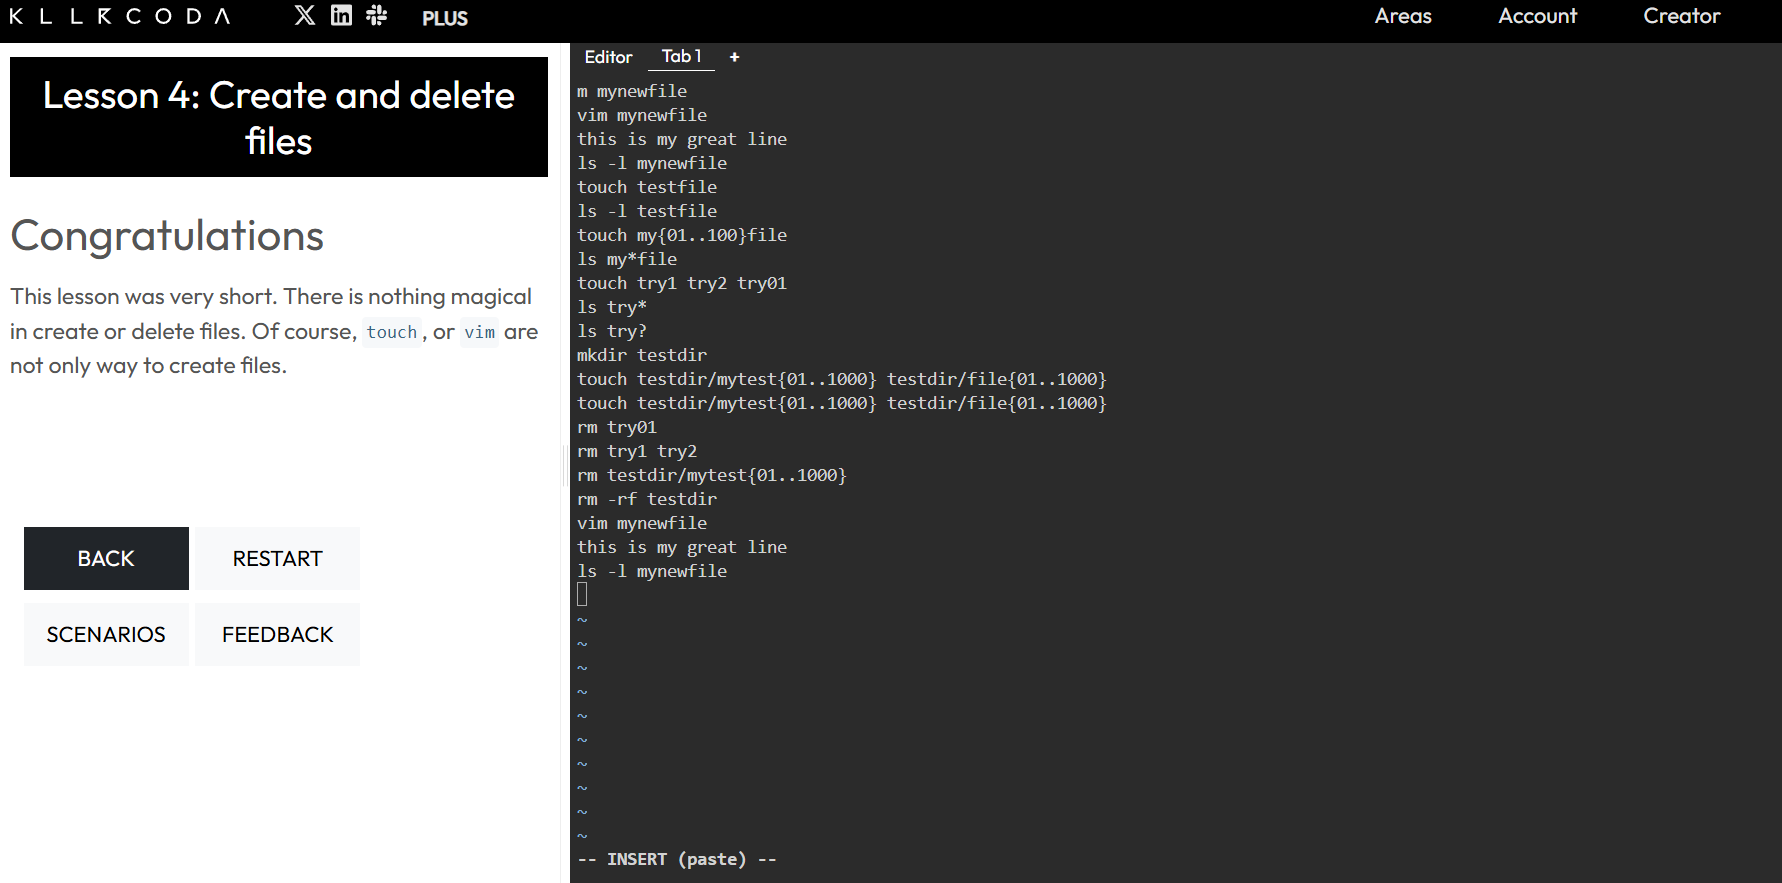 KLLRCODA
PLUS
Areas
Account
Creator
Lesson 4: Create and delete
files
Congratulations
This lesson was very short. There is nothing magical
in create or delete files. Of course, touch, or vim are
not only way to create files.
BACK
RESTART
SCENARIOS
FEEDBACK
Editor
Tab 1
+
m mynewfile
vim mynewfile
this is my great line
ls -l mynewfile
touch testfile
ls -l testfile
touch my{01..100}file
ls my*file
touch try1 try2 try01
ls try*
ls try?
mkdir testdir
touch testdir/mytest{01..1000} testdir/file{01..1000}
touch testdir/mytest{01..1000} testdir/file{01..1000}
rm try01
rm try1 try2
rm testdir/mytest{01..1000}
rm -rf testdir
vim mynewfile
this is my great line
ls -l mynewfile
~
~
~
~
~
~
~
~
~
~
-- INSERT (paste) --